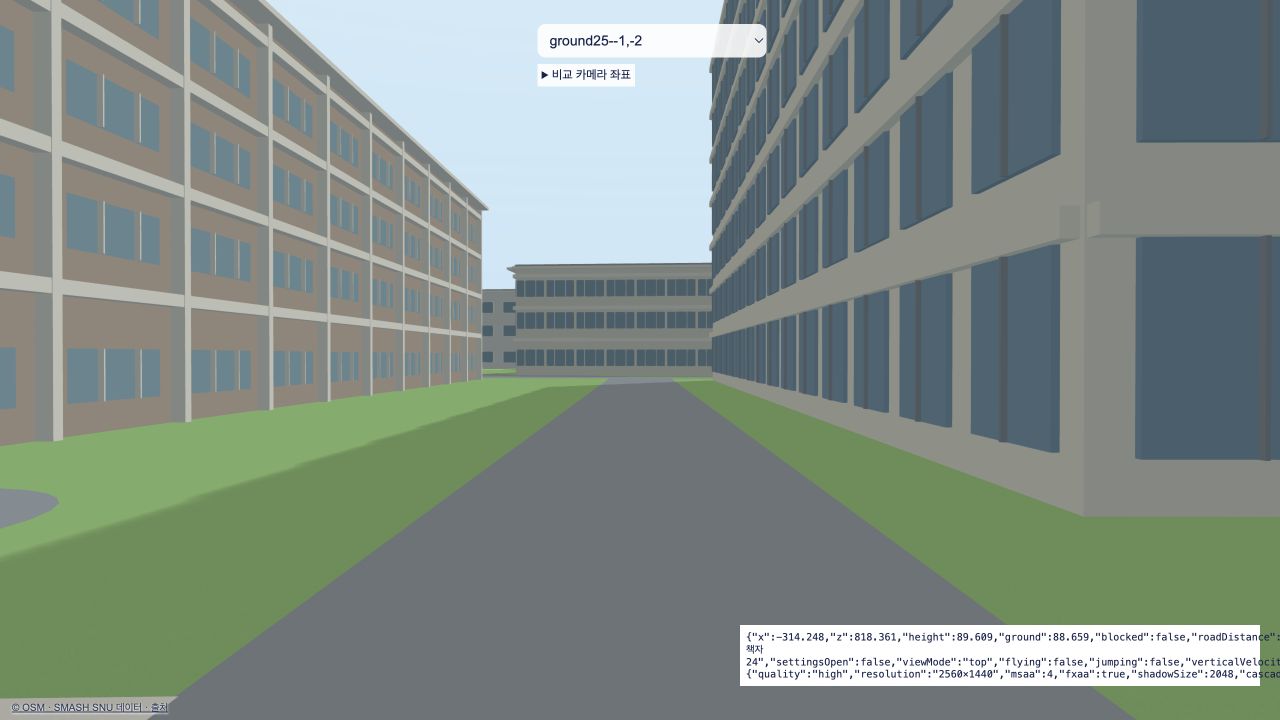 ground25--1,-2
▶ 비교 카메라 좌표
{"x":-314.248,"z":818.361,"height":89.609,"ground":88.659,"blocked":false,"roadDistance":
책자
24","settingsOpen":false,"viewMode":"top","flying":false,"jumping":false,"verticalVelocit
{"quality":"high","resolution":"2560×1440","msaa":4,"fxaa":true,"shadowSize":2048,"cascad
© OSM · SMASH SNU 데이터 · 출처